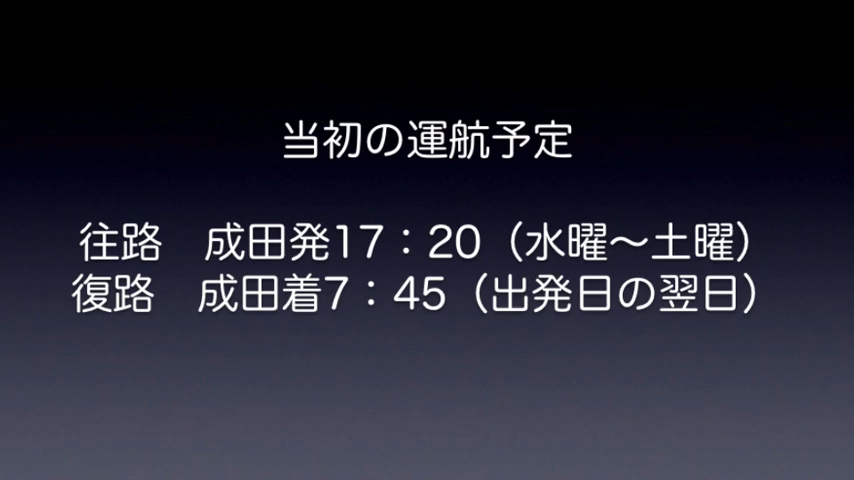 当初の運航予定
往路　成田発17：20（水曜〜土曜）
復路　成田着7：45（出発日の翌日）